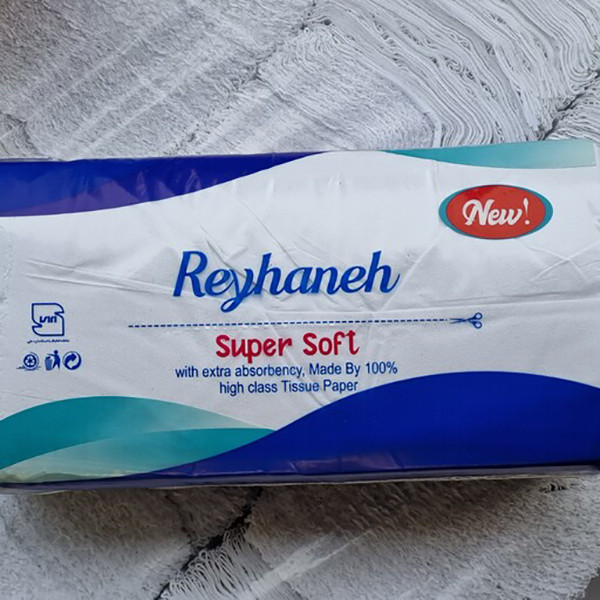 New!
Reyhaneh
Super Soft
with extra absorbency, Made By 100%
high class Tissue Paper